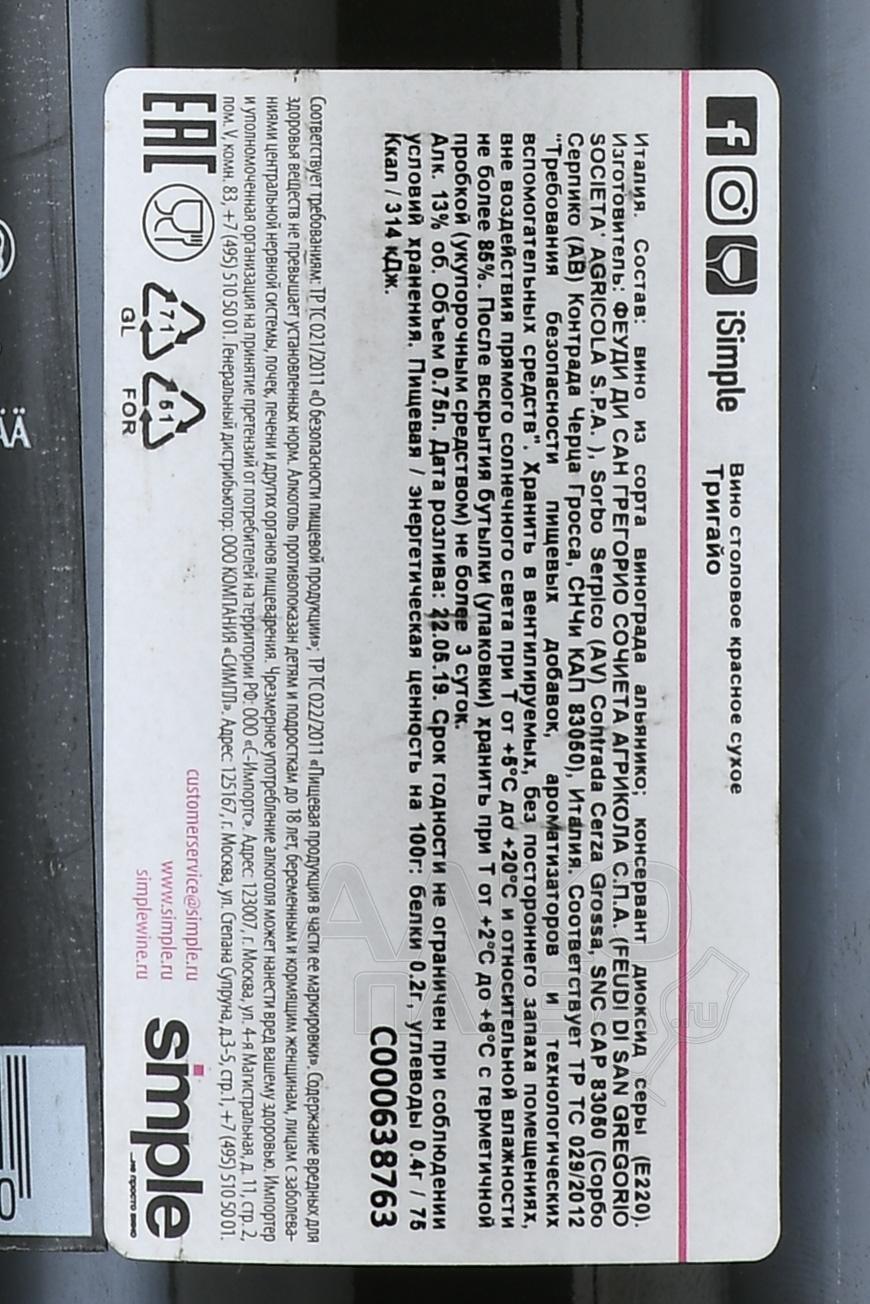 iSimple
Вино столовое красное сухое
Тригайо
Италия. Состав: вино из сорта винограда альянико; консервант диоксид серы (Е220).
Изготовитель: ФЕУДИ ДИ САН ГРЕГОРИО СОЧИЕТА АГРИКОЛА С.П.А. (FEUDI DI SAN GREGORIO
SOCIETA' AGRICOLA S.P.A. ), Sorbo Serpico (AV) Contrada Cerza Grossa, SNC CAP 83050 (Сорбо
Серпико (АВ) Контрада Черца Гросса, СНЧи КАП 83050), Италия. Соответствует ТР ТС 029/2012
"Требования безопасности пищевых добавок, ароматизаторов и технологических
вспомогательных средств". Хранить в вентилируемых, без постороннего запаха помещениях,
вне воздействия прямого солнечного света при Т от +5°С до +20°С и относительной влажности
не более 85%. После вскрытия бутылки (упаковки) хранить при Т от +2°С до +6°С с герметичной
пробкой (укупорочным средством) не более 3 суток.
Алк. 13% об. Объем 0.75л. Дата розлива: 22.05.19. Срок годности не ограничен при соблюдении
условий хранения. Пищевая / энергетическая ценность на 100г: белки 0.2г, углеводы 0.4г / 75
Ккал / 314 кДж.
C000638763
Соответствует требованиям: ТР ТС 021/2011 «О безопасности пищевой продукции»; ТР ТС 022/2011 «Пищевая продукция в части ее маркировки». Содержание вредных для
здоровья веществ не превышает установленных норм. Алкоголь противопоказан детям и подросткам до 18 лет, беременным и кормящим женщинам, лицам с заболева-
ниями центральной нервной системы, почек, печени и других органов пищеварения. Чрезмерное употребление алкоголя может нанести вред вашему здоровью. Импортер
и уполномоченная организация на принятие претензий от потребителей на территории РФ: ООО «С-Импортс». Адрес: 123007, г. Москва, ул. 4-я Магистральная, д. 11, стр. 2,
пом. V, комн. 83, +7 (495) 510 50 01. Генеральный дистрибьютор: ООО КОМПАНИЯ «СИМПЛ». Адрес: 125167, г. Москва, ул. Степана Супруна, д.3-5, стр.1, +7 (495) 510 50 01.
EAC
71
GL
51
FOR
customerservice@simple.ru
www.simple.ru
simplewine.ru
simple
...не просто вино
АЛКО
ПЛАЗА
.ru
ÄÄ
0